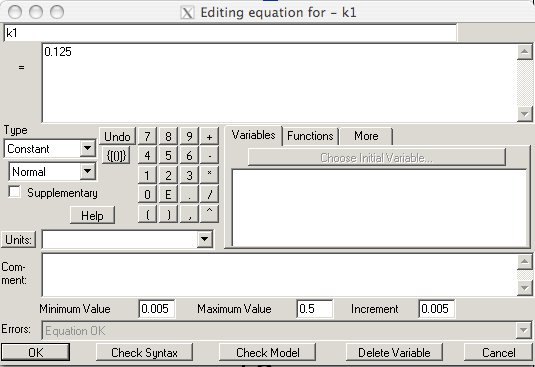 X Editing equation for - k1
k1
= 0.125
Type
Constant
Normal
Supplementary
Help
Undo 7 8 9 +
{[()]} 4 5 6 -
1 2 3 *
0 E . /
( ) , ^
Variables Functions More
Choose Initial Variable...
Units:
Com-
ment:
Minimum Value 0.005 Maximum Value 0.5 Increment 0.005
Errors: Equation OK
OK Check Syntax Check Model Delete Variable Cancel